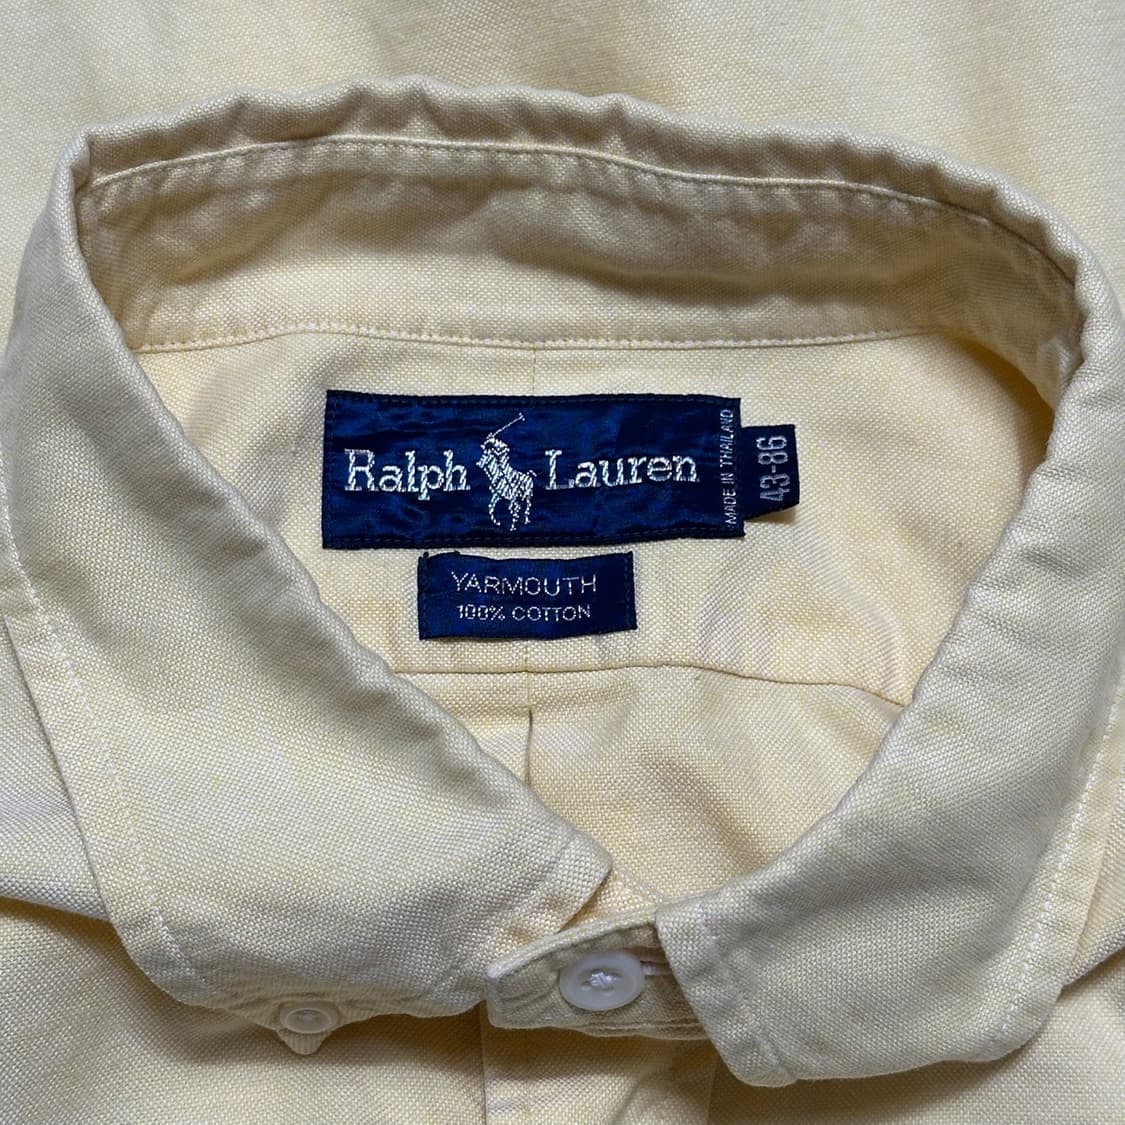 Ralph Lauren
MADE IN THAILAND
43-86
YARMOUTH
100% COTTON